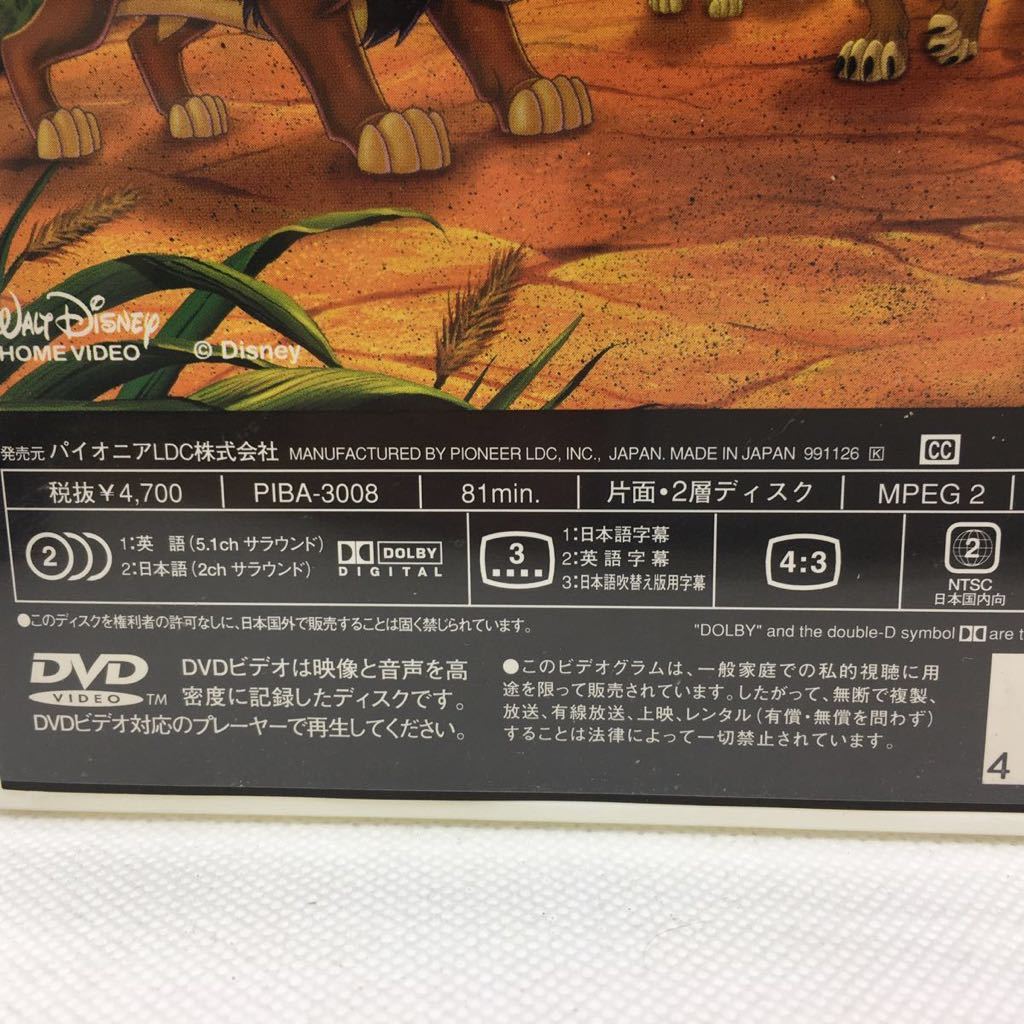 WALT DISNEY
HOME VIDEO
© Disney
発売元 パイオニアLDC株式会社 MANUFACTURED BY PIONEER LDC, INC., JAPAN. MADE IN JAPAN 991126 K CC
税抜¥4,700 PIBA-3008 81min. 片面・2層ディスク MPEG 2
2 1:英 語(5.1ch サラウンド)
2:日本語(2ch サラウンド)
DOLBY
DIGITAL
3
1:日本語字幕
2:英語字幕
3:日本語吹替え版用字幕
4:3
2
NTSC
日本国内向
●このディスクを権利者の許可なしに、日本国外で販売することは固く禁じられています。
"DOLBY" and the double-D symbol are t
DVD
VIDEO TM
DVDビデオは映像と音声を高
密度に記録したディスクです。
DVDビデオ対応のプレーヤーで再生してください。
●このビデオグラムは、一般家庭での私的視聴に用
途を限って販売されています。したがって、無断で複製、
放送、有線放送、上映、レンタル(有償・無償を問わず)
することは法律によって一切禁止されています。
4